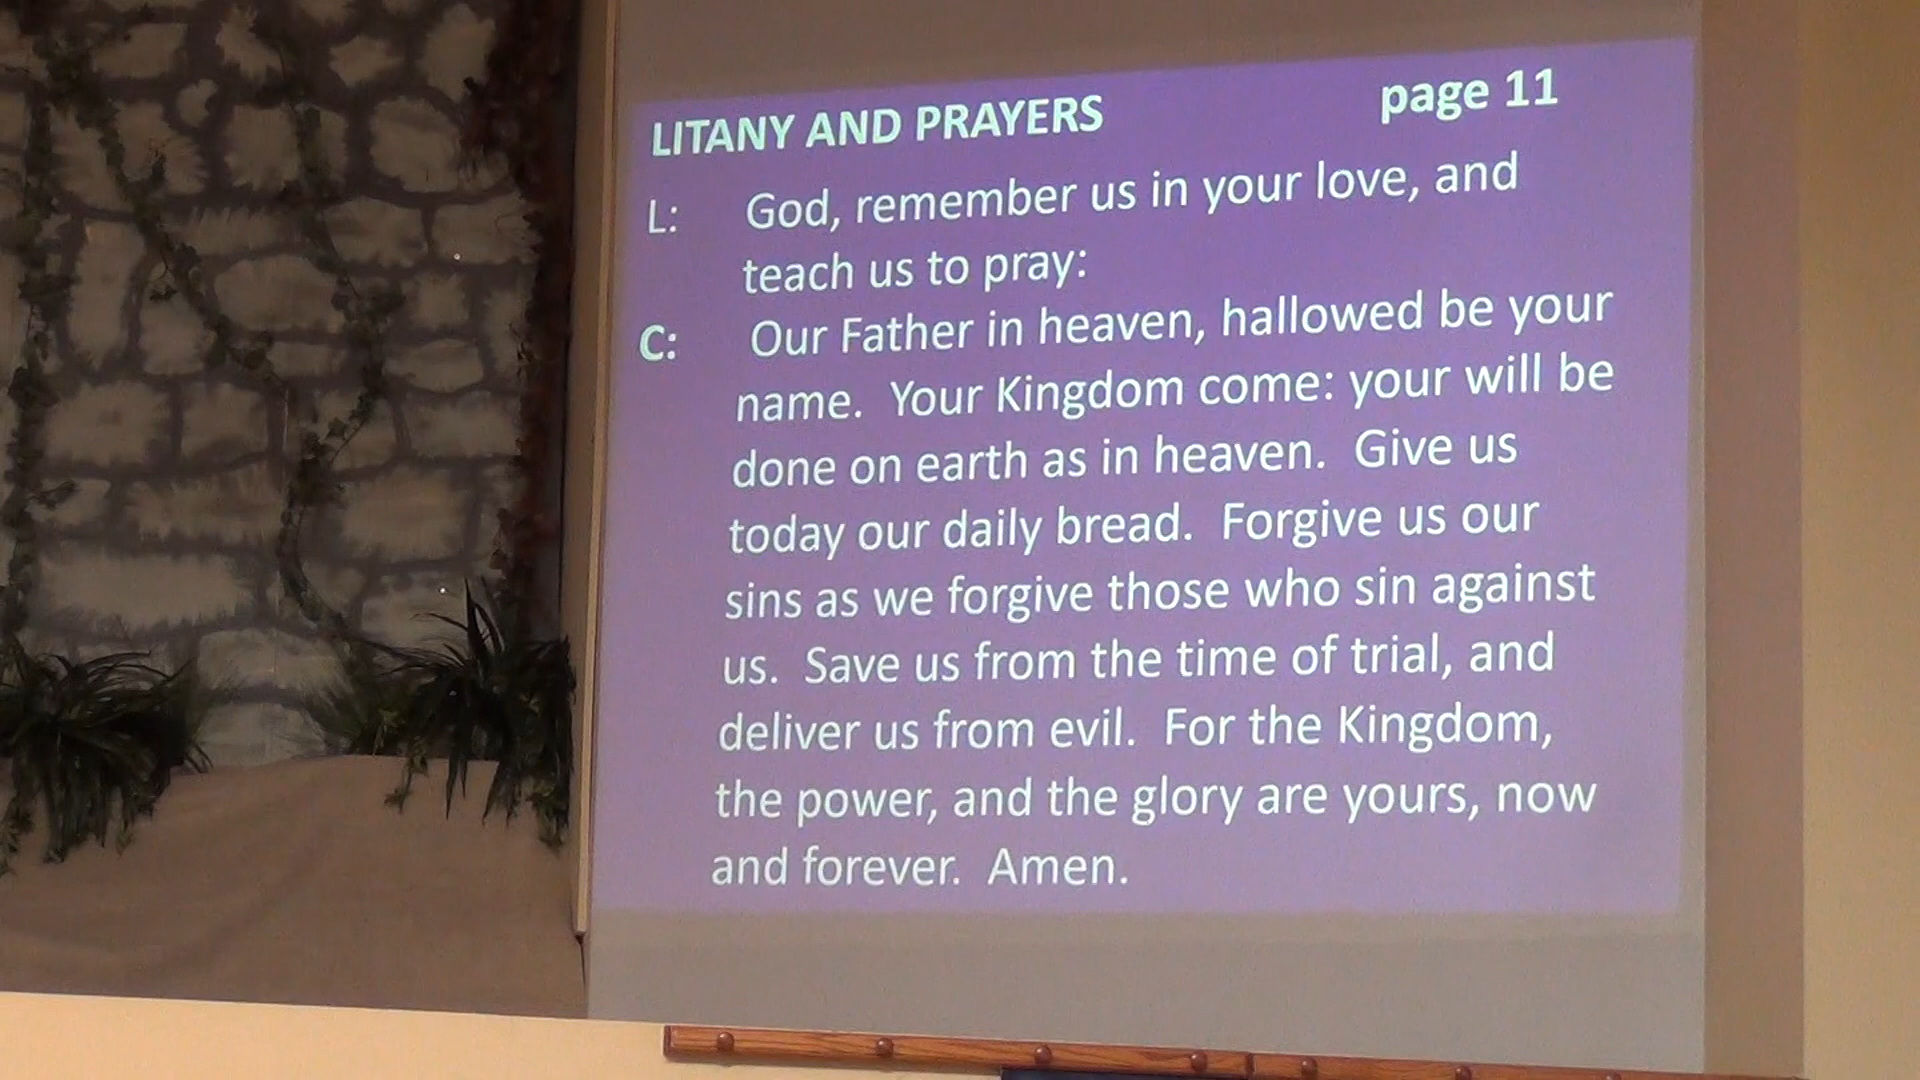 LITANY AND PRAYERS page 11
L: God, remember us in your love, and
teach us to pray:
C: Our Father in heaven, hallowed be your
name. Your Kingdom come: your will be
done on earth as in heaven. Give us
today our daily bread. Forgive us our
sins as we forgive those who sin against
us. Save us from the time of trial, and
deliver us from evil. For the Kingdom,
the power, and the glory are yours, now
and forever. Amen.